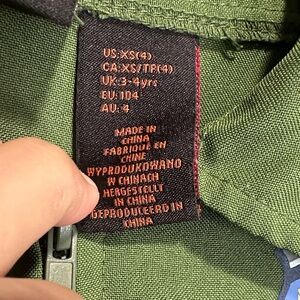 US:XS(4)
CA:XS/TP(4)
UK:3-4yrs
EU:104
AU:4
MADE IN
CHINA
FABRIQUÉ EN
CHINE
WYPRODUKOWANO
W CHINACH
HERGESTELLT
IN CHINA
GEPRODUCEERD IN
CHINA